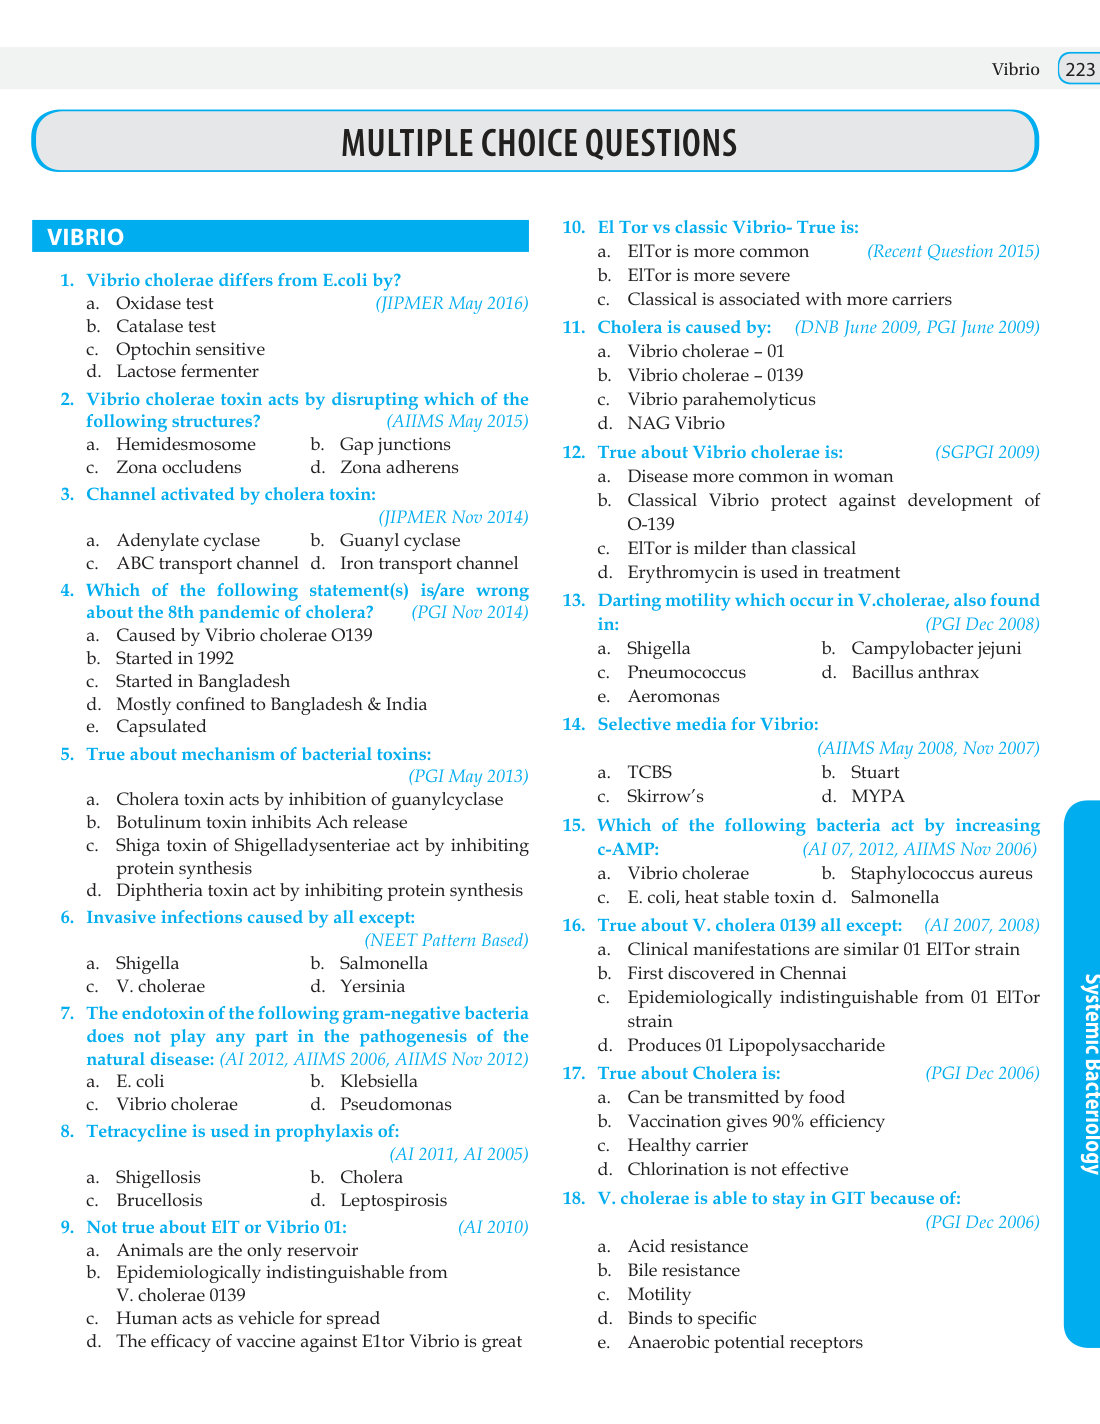 Vibrio 223
MULTIPLE CHOICE QUESTIONS
VIBRIO
1. Vibrio cholerae differs from E.coli by?
a. Oxidase test (JIPMER May 2016)
b. Catalase test
c. Optochin sensitive
d. Lactose fermenter
2. Vibrio cholerae toxin acts by disrupting which of the
following structures? (AIIMS May 2015)
a. Hemidesmosome b. Gap junctions
c. Zona occludens d. Zona adherens
3. Channel activated by cholera toxin:
(JIPMER Nov 2014)
a. Adenylate cyclase b. Guanyl cyclase
c. ABC transport channel d. Iron transport channel
4. Which of the following statement(s) is/are wrong
about the 8th pandemic of cholera? (PGI Nov 2014)
a. Caused by Vibrio cholerae O139
b. Started in 1992
c. Started in Bangladesh
d. Mostly confined to Bangladesh & India
e. Capsulated
5. True about mechanism of bacterial toxins:
(PGI May 2013)
a. Cholera toxin acts by inhibition of guanylcyclase
b. Botulinum toxin inhibits Ach release
c. Shiga toxin of Shigelladysenteriae act by inhibiting
protein synthesis
d. Diphtheria toxin act by inhibiting protein synthesis
6. Invasive infections caused by all except:
(NEET Pattern Based)
a. Shigella b. Salmonella
c. V. cholerae d. Yersinia
7. The endotoxin of the following gram-negative bacteria
does not play any part in the pathogenesis of the
natural disease: (AI 2012, AIIMS 2006, AIIMS Nov 2012)
a. E. coli b. Klebsiella
c. Vibrio cholerae d. Pseudomonas
8. Tetracycline is used in prophylaxis of:
(AI 2011, AI 2005)
a. Shigellosis b. Cholera
c. Brucellosis d. Leptospirosis
9. Not true about ElT or Vibrio 01: (AI 2010)
a. Animals are the only reservoir
b. Epidemiologically indistinguishable from
V. cholerae 0139
c. Human acts as vehicle for spread
d. The efficacy of vaccine against E1tor Vibrio is great
10. El Tor vs classic Vibrio- True is:
a. ElTor is more common (Recent Question 2015)
b. ElTor is more severe
c. Classical is associated with more carriers
11. Cholera is caused by: (DNB June 2009, PGI June 2009)
a. Vibrio cholerae – 01
b. Vibrio cholerae – 0139
c. Vibrio parahemolyticus
d. NAG Vibrio
12. True about Vibrio cholerae is: (SGPGI 2009)
a. Disease more common in woman
b. Classical Vibrio protect against development of
O-139
c. ElTor is milder than classical
d. Erythromycin is used in treatment
13. Darting motility which occur in V.cholerae, also found
in: (PGI Dec 2008)
a. Shigella b. Campylobacter jejuni
c. Pneumococcus d. Bacillus anthrax
e. Aeromonas
14. Selective media for Vibrio:
(AIIMS May 2008, Nov 2007)
a. TCBS b. Stuart
c. Skirrow’s d. MYPA
15. Which of the following bacteria act by increasing
c-AMP: (AI 07, 2012, AIIMS Nov 2006)
a. Vibrio cholerae b. Staphylococcus aureus
c. E. coli, heat stable toxin d. Salmonella
16. True about V. cholera 0139 all except: (AI 2007, 2008)
a. Clinical manifestations are similar 01 ElTor strain
b. First discovered in Chennai
c. Epidemiologically indistinguishable from 01 ElTor
strain
d. Produces 01 Lipopolysaccharide
17. True about Cholera is: (PGI Dec 2006)
a. Can be transmitted by food
b. Vaccination gives 90% efficiency
c. Healthy carrier
d. Chlorination is not effective
18. V. cholerae is able to stay in GIT because of:
(PGI Dec 2006)
a. Acid resistance
b. Bile resistance
c. Motility
d. Binds to specific
e. Anaerobic potential receptors
Systemic Bacteriology